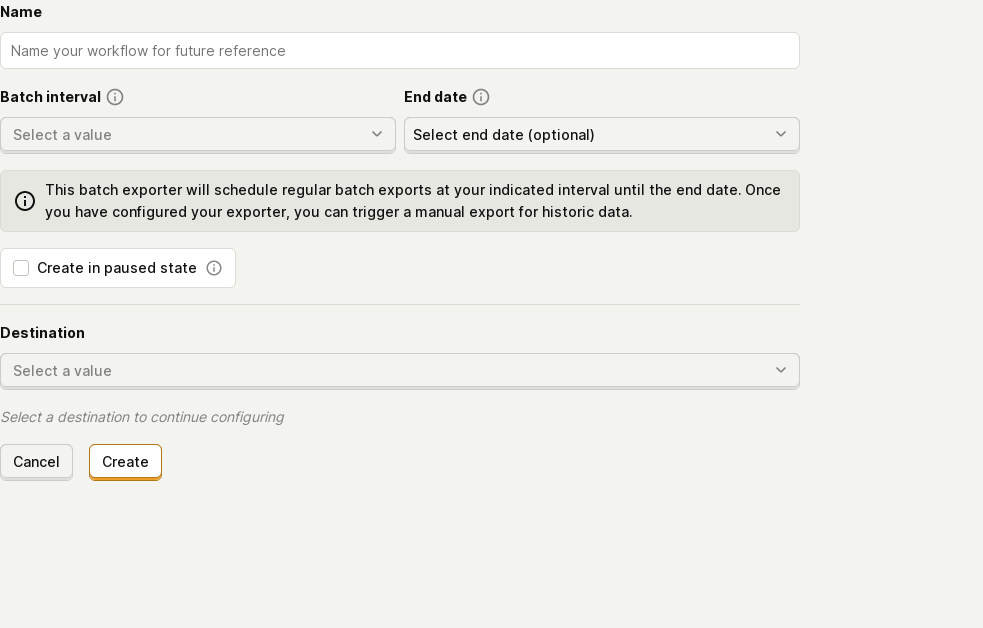 Name
Name your workflow for future reference
Batch interval
End date
Select a value
Select end date (optional)
This batch exporter will schedule regular batch exports at your indicated interval until the end date. Once
you have configured your exporter, you can trigger a manual export for historic data.
Create in paused state
Destination
Select a value
Select a destination to continue configuring
Cancel
Create